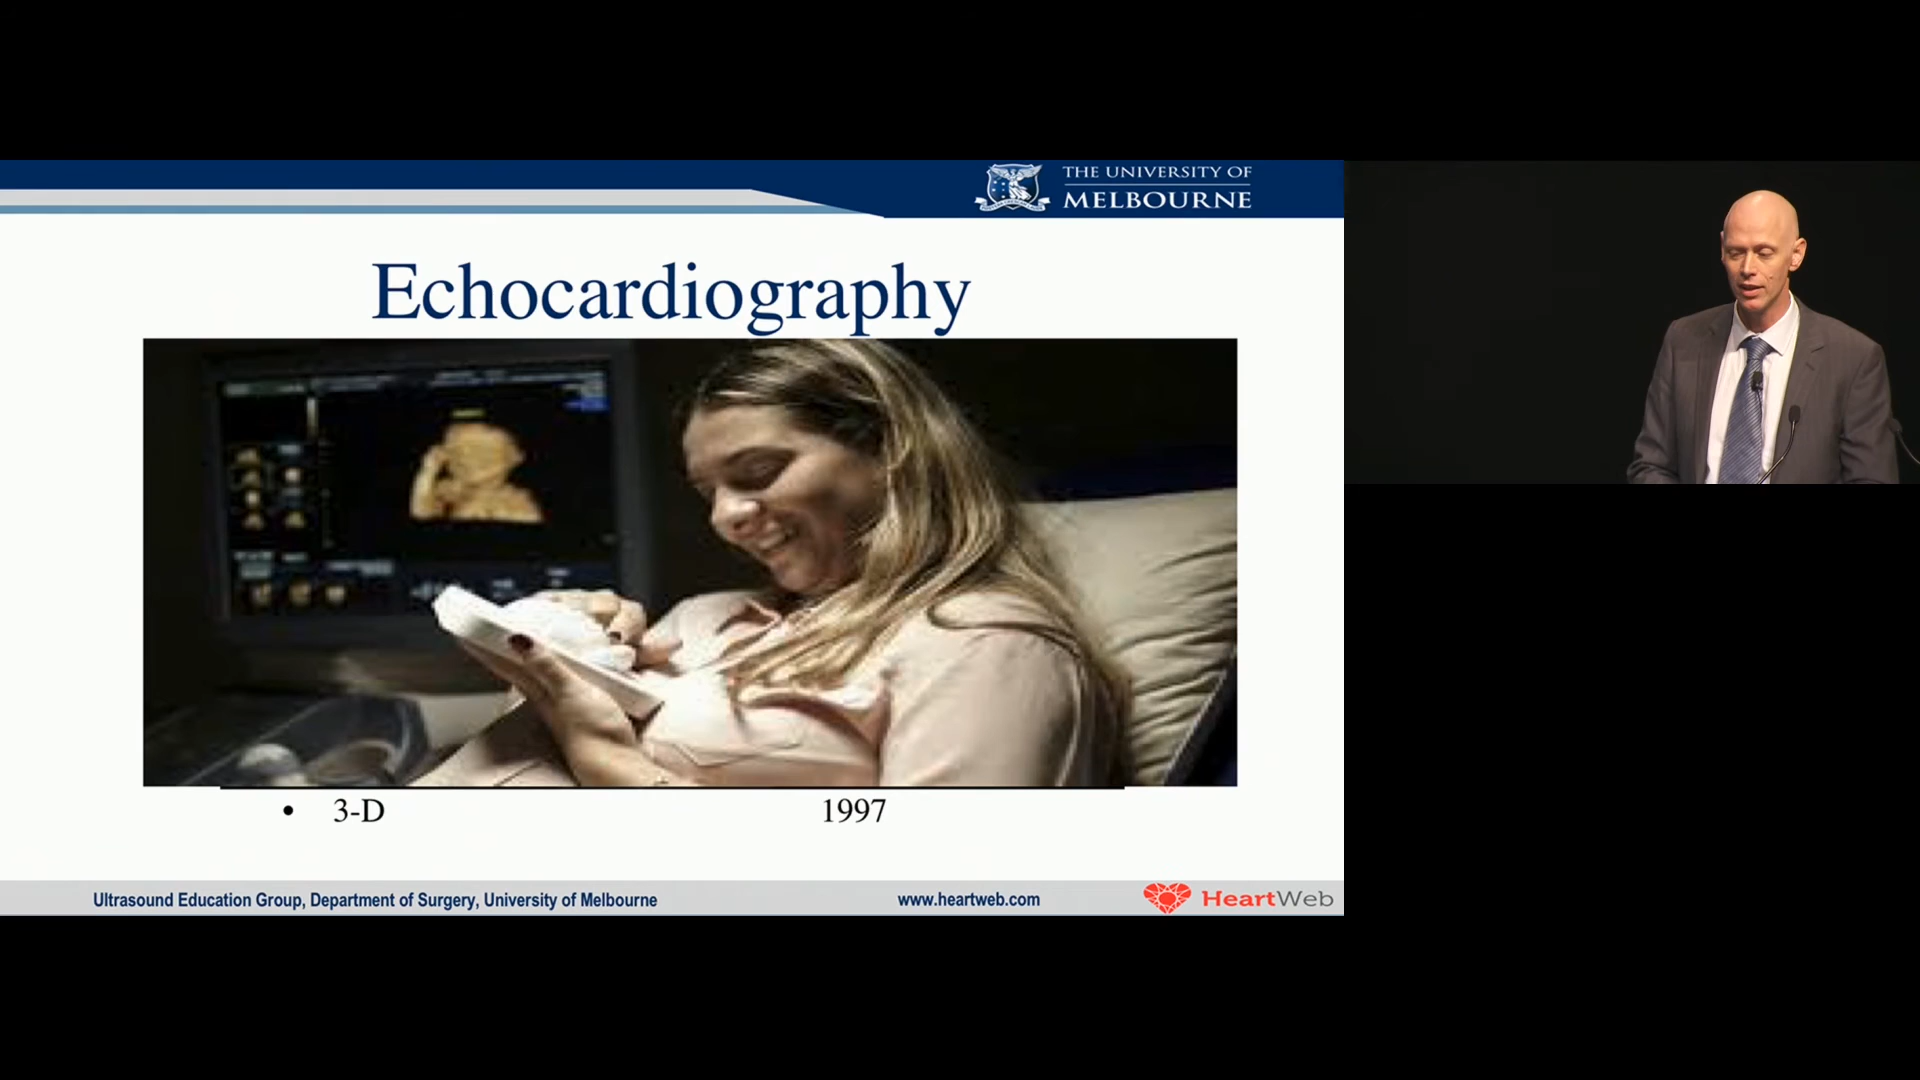 THE UNIVERSITY OF
MELBOURNE
Echocardiography
• 3-D 1997
Ultrasound Education Group, Department of Surgery, University of Melbourne www.heartweb.com HeartWeb